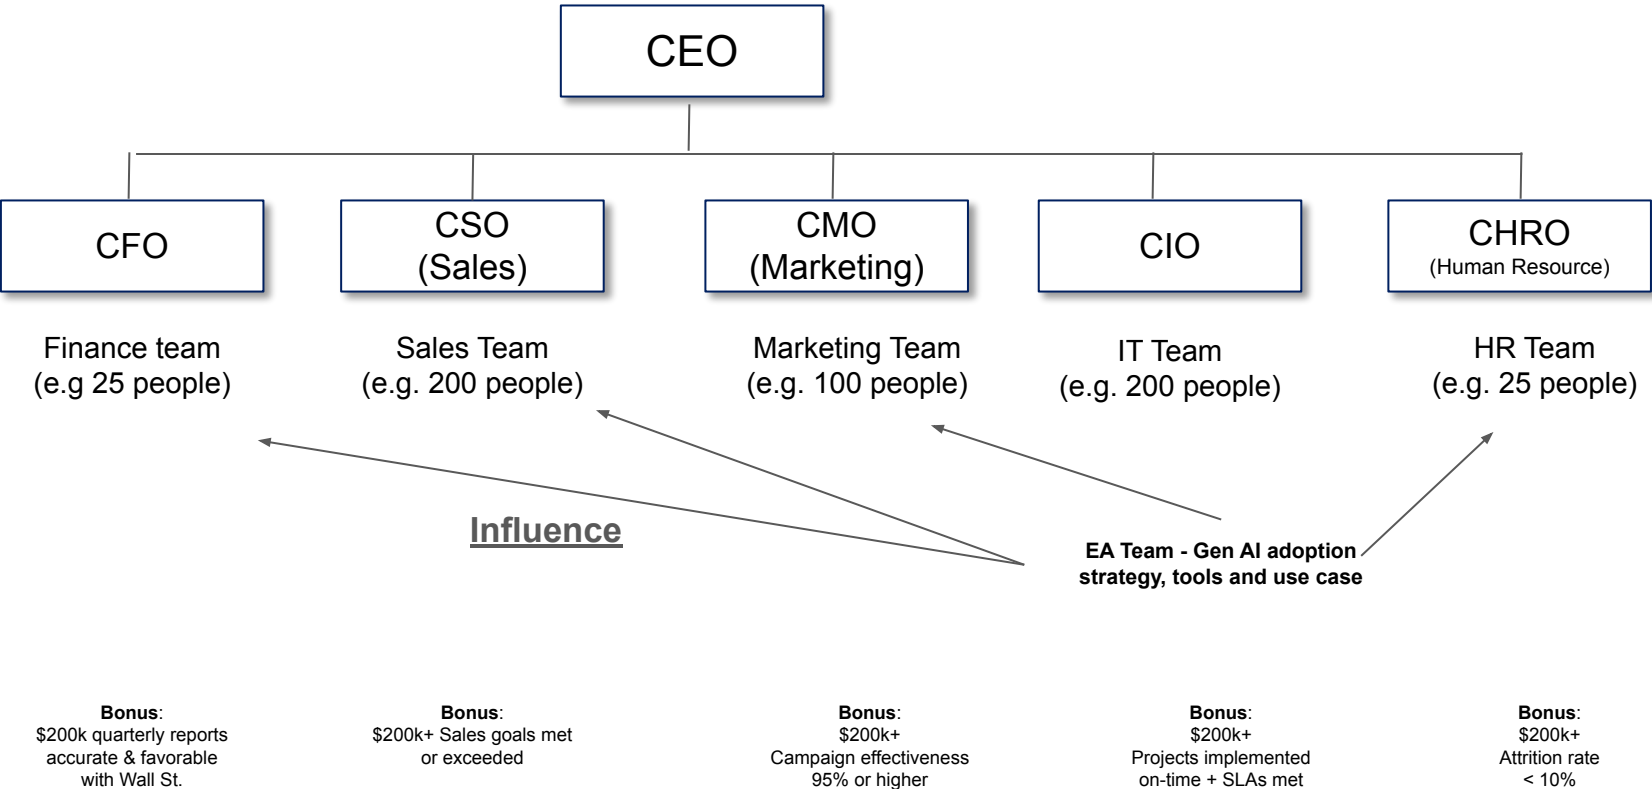 CEO
CFO
CSO
(Sales)
CMO
(Marketing)
CIO
CHRO
(Human Resource)
Finance team
(e.g 25 people)
Sales Team
(e.g. 200 people)
Marketing Team
(e.g. 100 people)
IT Team
(e.g. 200 people)
HR Team
(e.g. 25 people)
Influence
EA Team - Gen AI adoption
strategy, tools and use case
Bonus:
$200k quarterly reports
accurate & favorable
with Wall St.
Bonus:
$200k+ Sales goals met
or exceeded
Bonus:
$200k+
Campaign effectiveness
95% or higher
Bonus:
$200k+
Projects implemented
on-time + SLAs met
Bonus:
$200k+
Attrition rate
< 10%